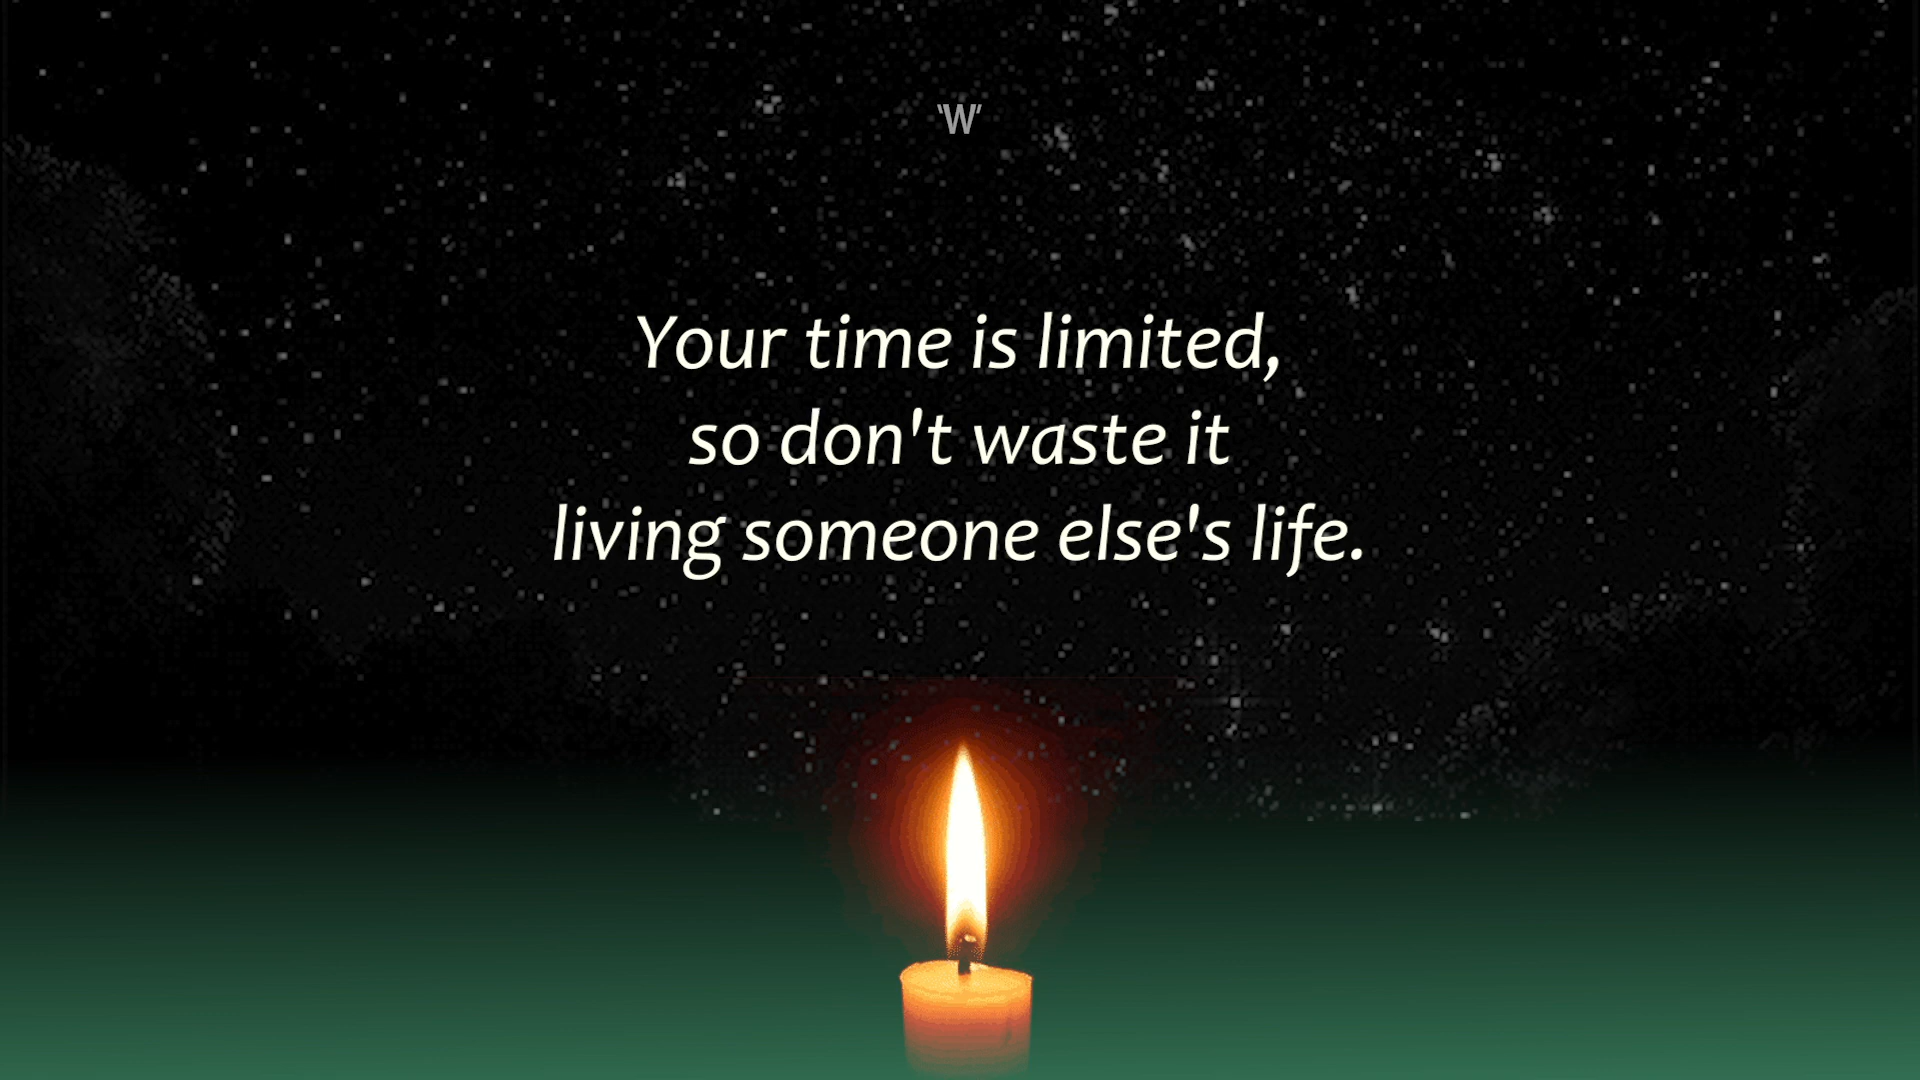 'W'
Your time is limited,
so don't waste it
living someone else's life.